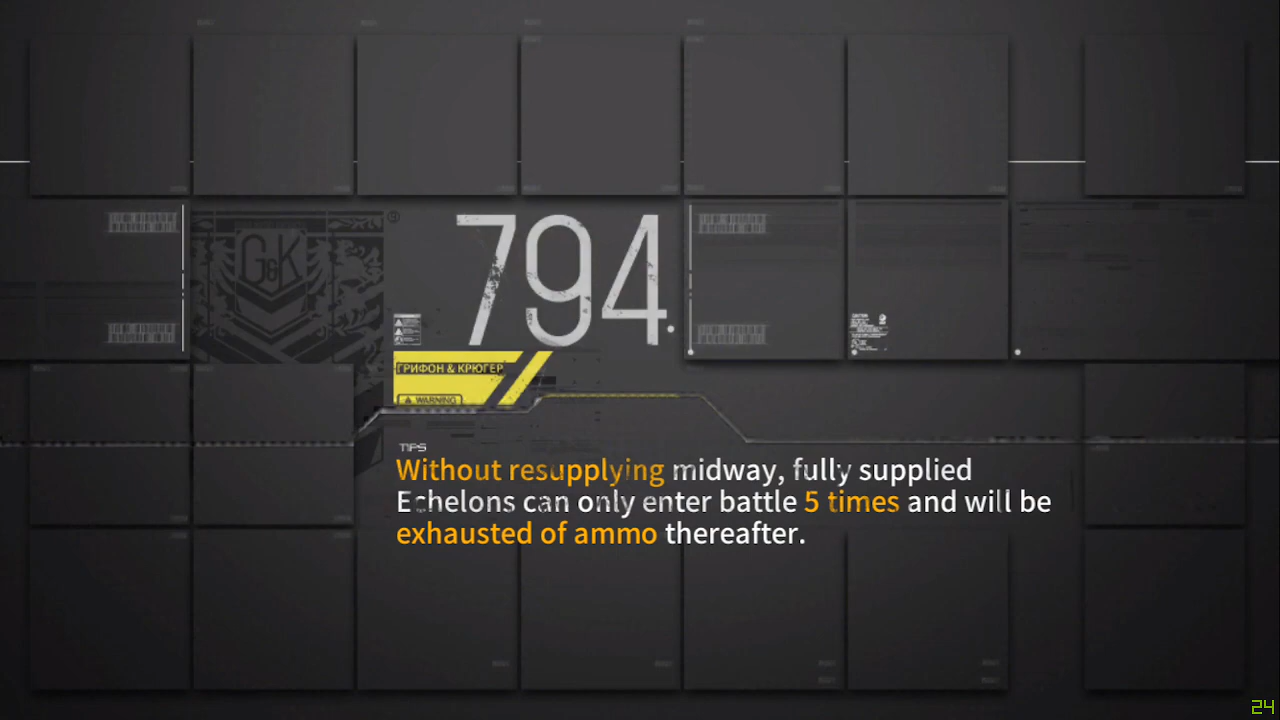 G&K
794.
ГРИФОН & КРЮГЕР
WARNING
TIPS
Without resupplying midway, fully supplied
Echelons can only enter battle 5 times and will be
exhausted of ammo thereafter.
24